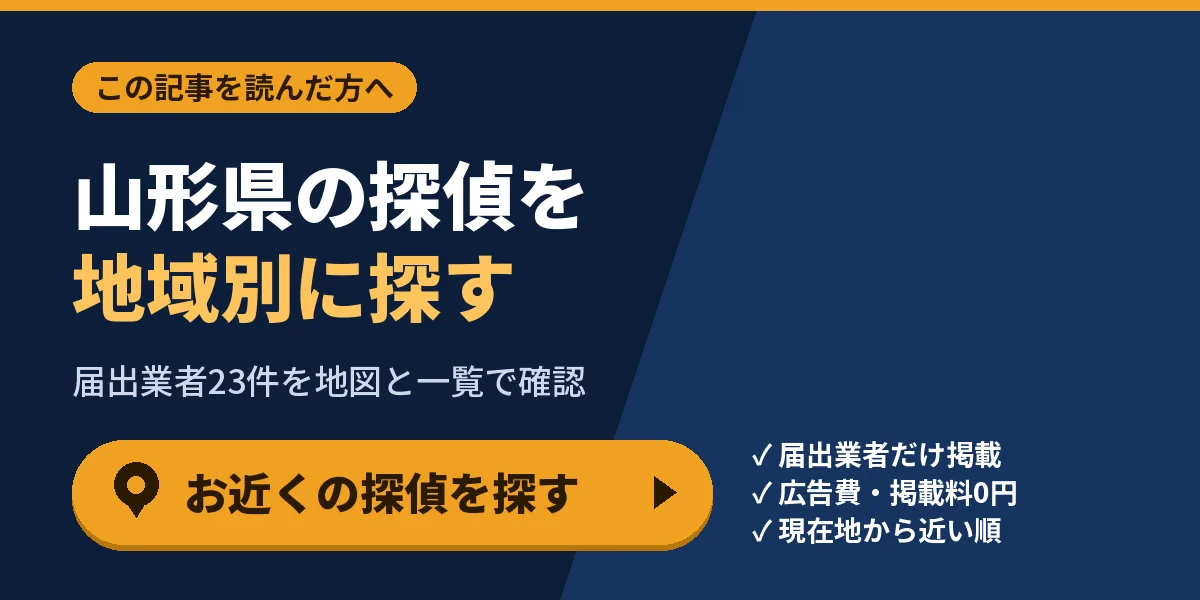 この記事を読んだ方へ
山形県の探偵を
地域別に探す
届出業者23件を地図と一覧で確認
お近くの探偵を探す
✓届出業者だけ掲載
✓広告費・掲載料0円
✓現在地から近い順